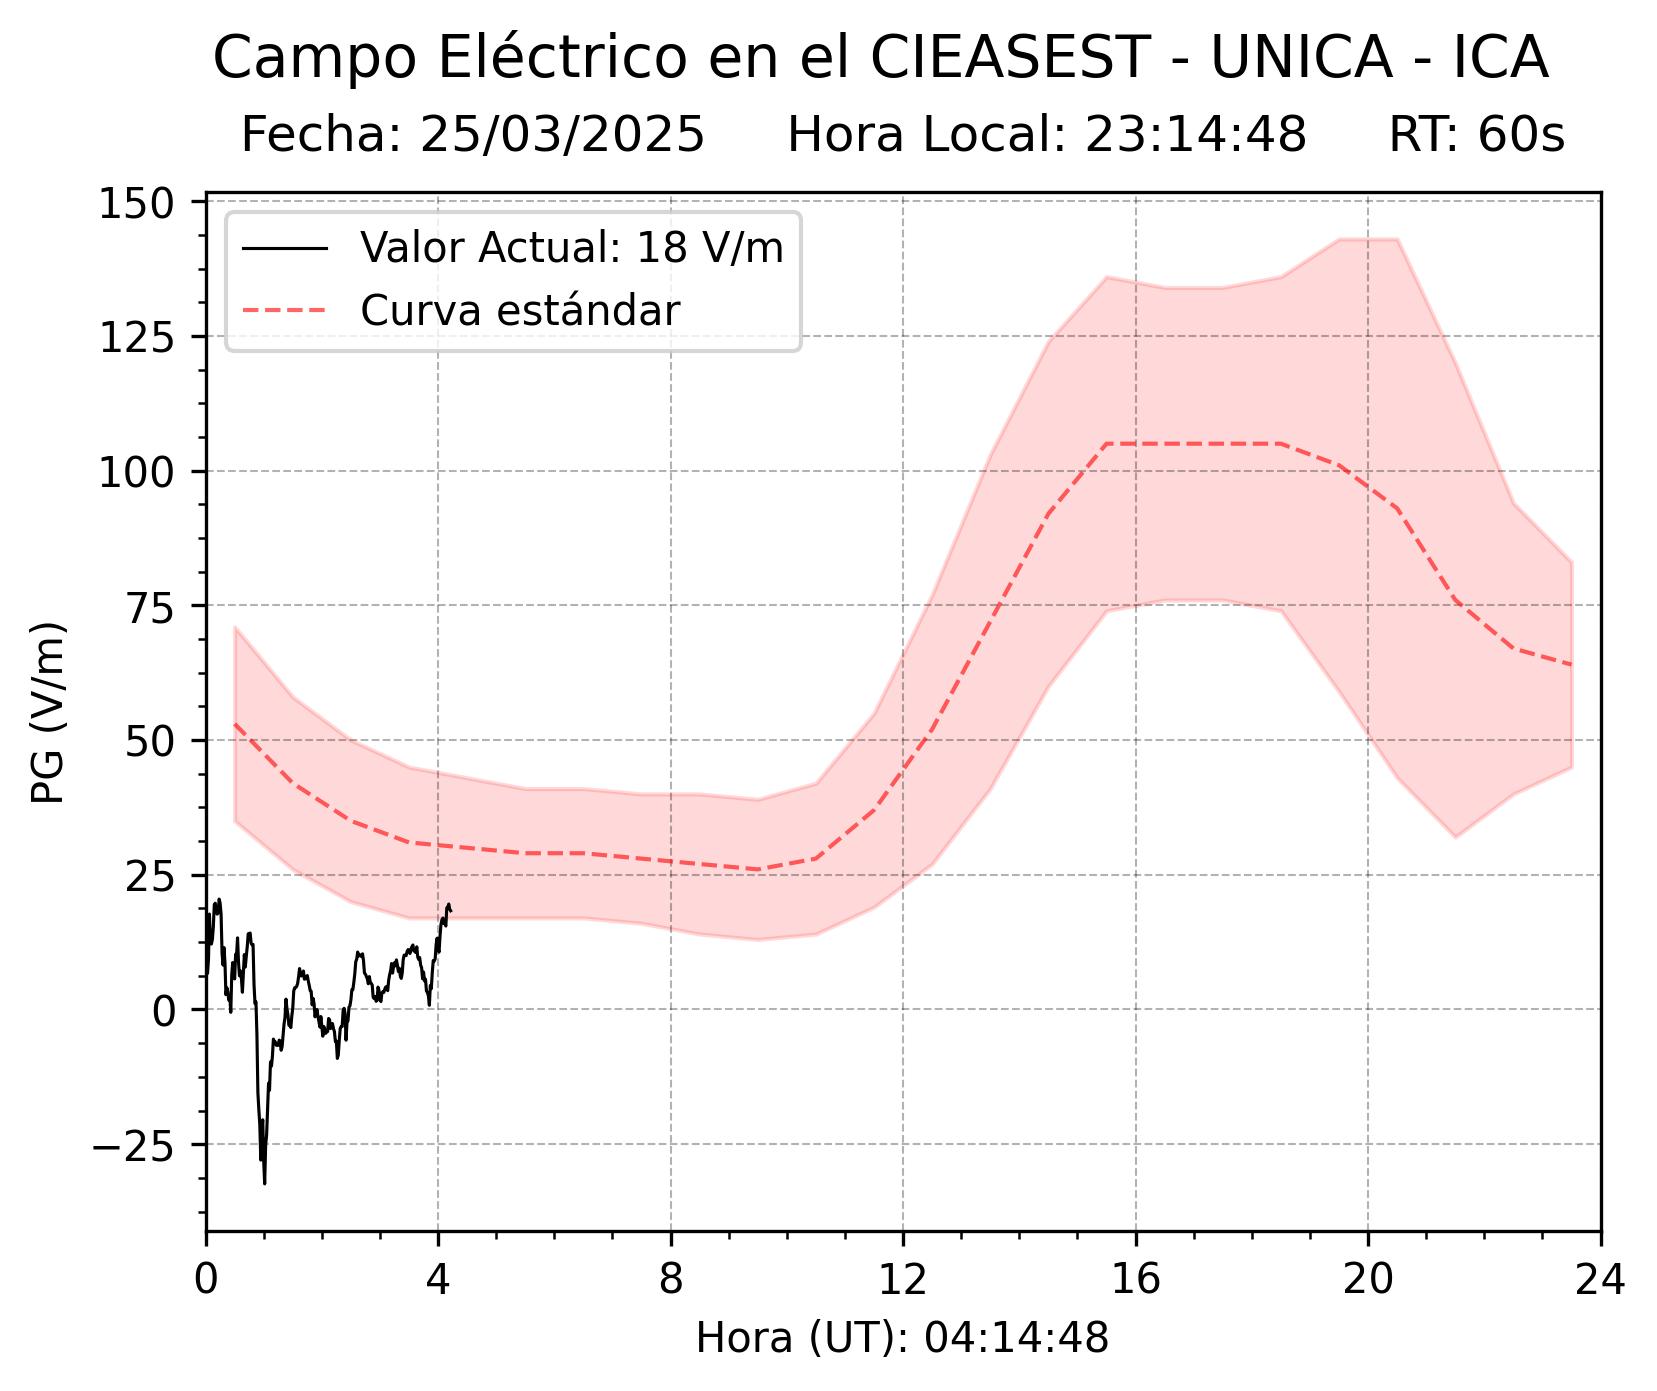 Campo Eléctrico en el CIEASEST - UNICA - ICA
Fecha: 25/03/2025 Hora Local: 23:14:48 RT: 60s
Valor Actual: 18 V/m
Curva estándar
PG (V/m)
150
125
100
75
50
25
0
−25
0 4 8 12 16 20 24
Hora (UT): 04:14:48